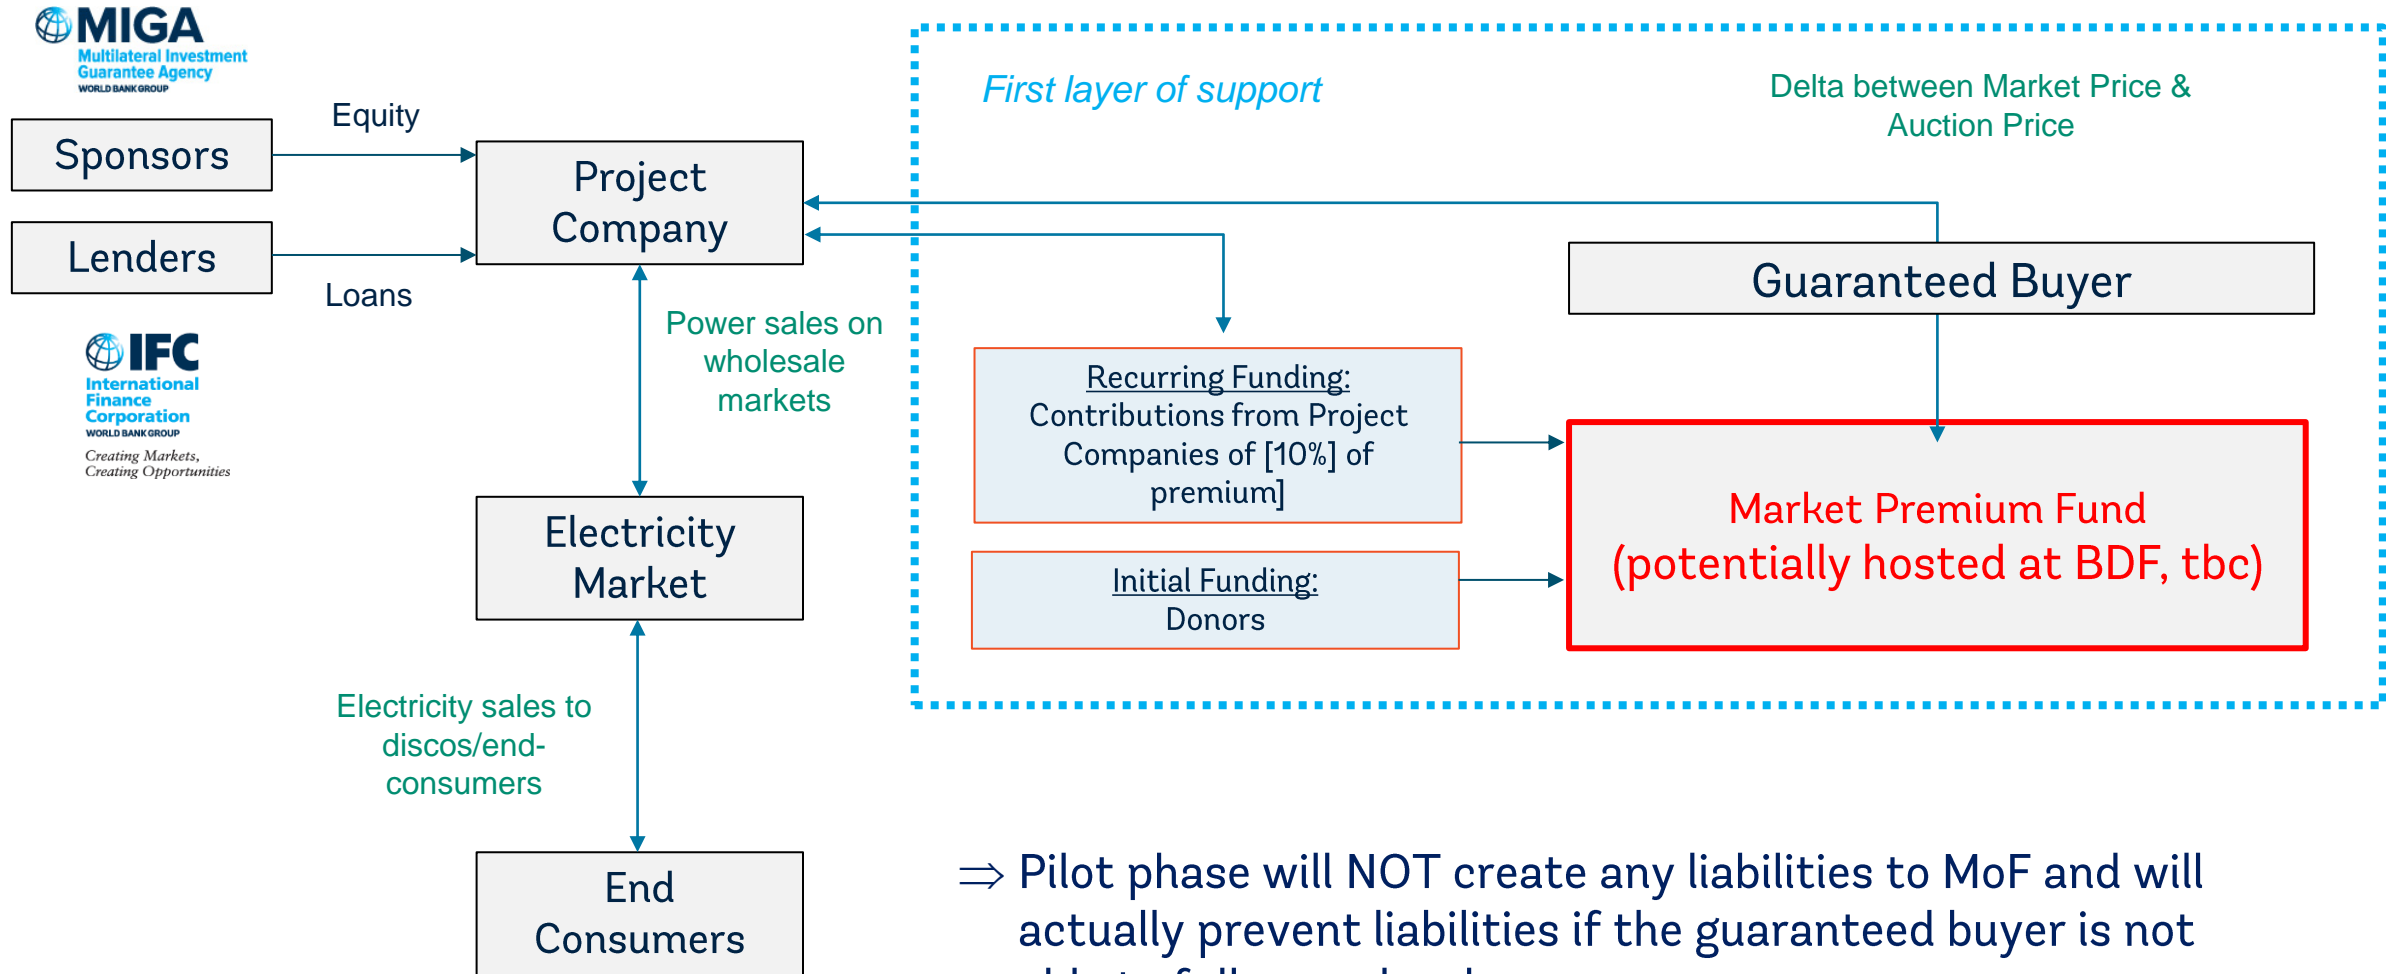 MIGA
Multilateral Investment
Guarantee Agency
WORLD BANK GROUP
Sponsors
Equity
Lenders
Loans
IFC
International
Finance
Corporation
WORLD BANK GROUP
Creating Markets,
Creating Opportunities
Project
Company
Power sales on
wholesale
markets
Electricity
Market
Electricity sales to
discos/end-
consumers
End
Consumers
First layer of support
Delta between Market Price &
Auction Price
Guaranteed Buyer
Recurring Funding:
Contributions from Project
Companies of [10%] of
premium]
Initial Funding:
Donors
Market Premium Fund
(potentially hosted at BDF, tbc)
⇒ Pilot phase will NOT create any liabilities to MoF and will
actually prevent liabilities if the guaranteed buyer is not